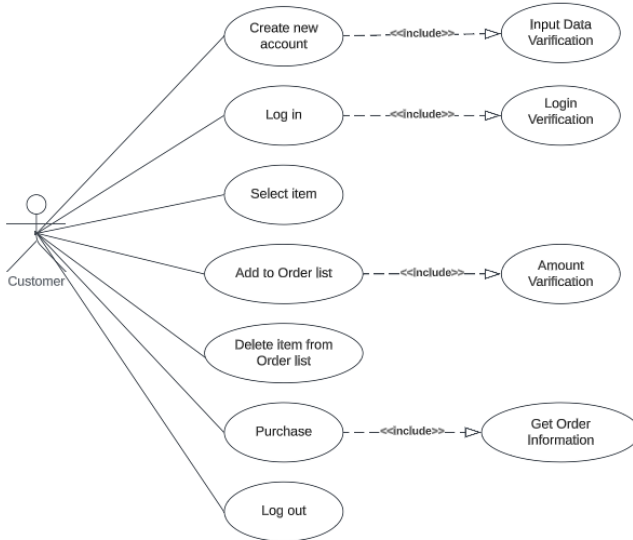 Create new
account
<<include>>
Input Data
Varification
Log in
<<include>>
Login
Verification
Select item
Customer
Add to Order list
<<include>>
Amount
Varification
Delete item from
Order list
Purchase
<<include>>
Get Order
Information
Log out